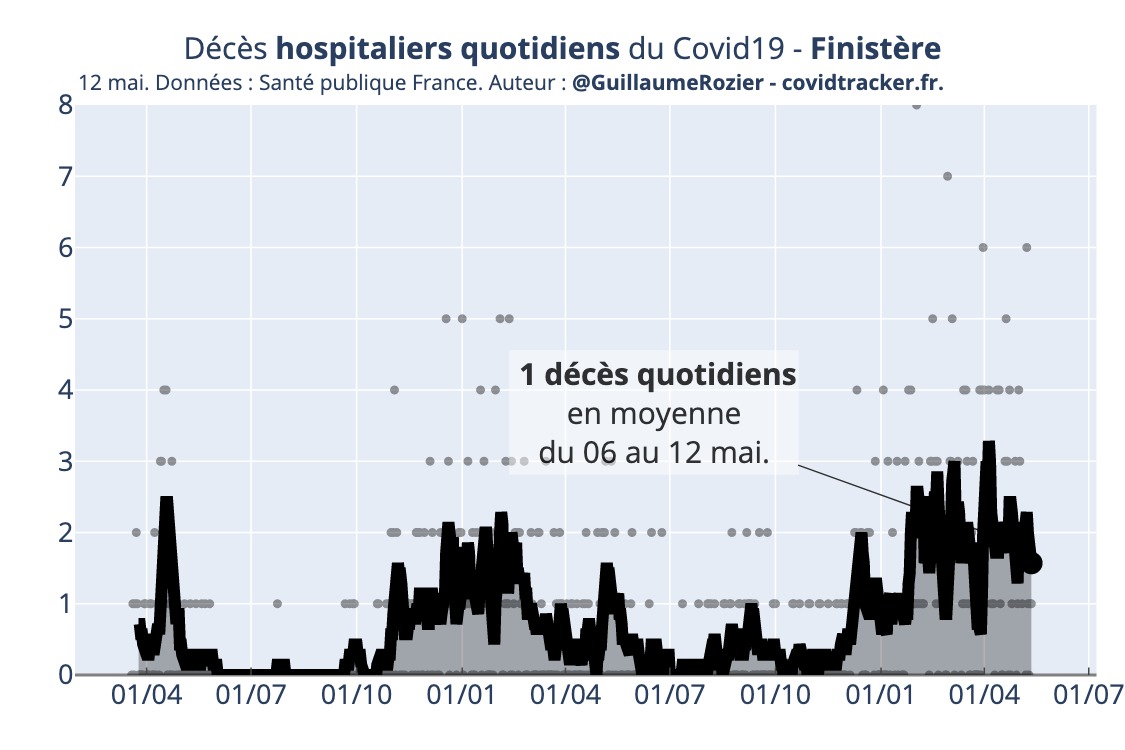 Décès hospitaliers quotidiens du Covid19 - Finistère
12 mai. Données : Santé publique France. Auteur : @GuillaumeRozier - covidtracker.fr.
8
7
6
5
4
3
2
1
0
1 décès quotidiens
en moyenne
du 06 au 12 mai.
01/04 01/07 01/10 01/01 01/04 01/07 01/10 01/01 01/04 01/07